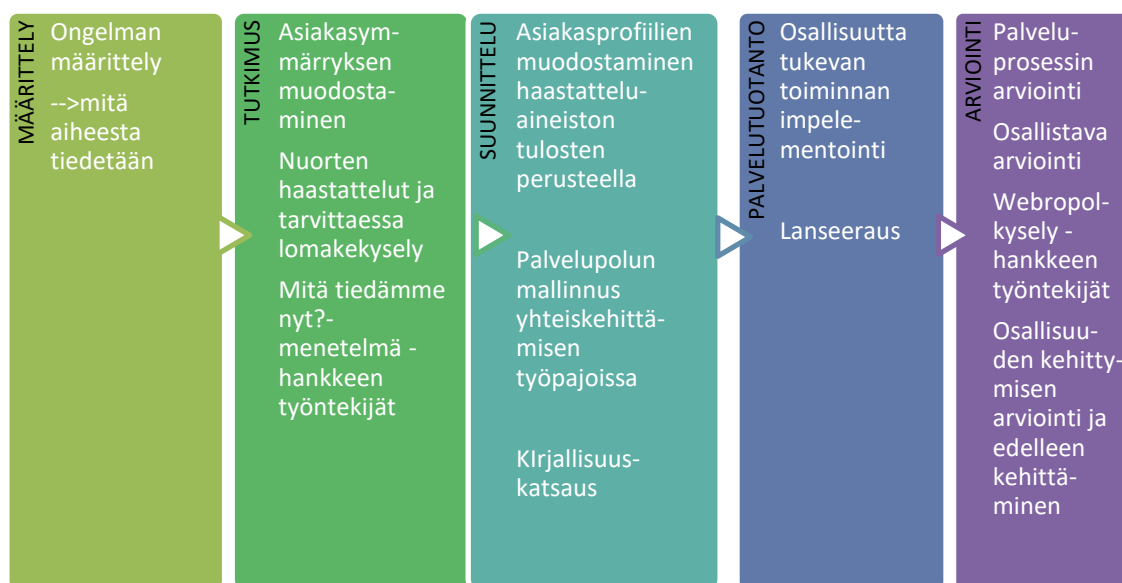 MÄÄRITTELY
Ongelman
määrittely
-->mitä
aiheesta
tiedetään
TUTKIMUS
Asiakasym-
märryksen
muodosta-
minen
Nuorten
haastattelut ja
tarvittaessa
lomakekysely
Mitä tiedämme
nyt?-
menetelmä -
hankkeen
työntekijät
SUUNNITTELU
Asiakasprofiilien
muodostaminen
haastattelu-
aineiston
tulosten
perusteella
Palvelupolun
mallinnus
yhteiskehittä-
misen
työpajoissa
KIrjallisuus-
katsaus
PALVELUTUOTANTO
Osallisuutta
tukevan
toiminnan
impele-
mentointi
Lanseeraus
ARVIOINTI
Palvelu-
prosessin
arviointi
Osallistava
arviointi
Webropol-
kysely -
hankkeen
työntekijät
Osallisuu-
den kehitty-
misen
arviointi ja
edelleen
kehittä-
minen